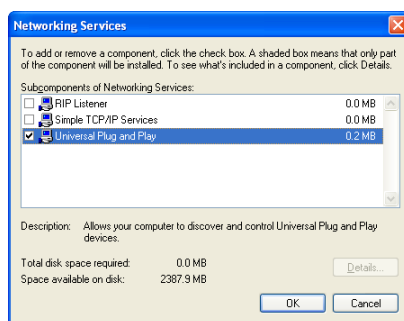 Networking Services
To add or remove a component, click the check box. A shaded box means that only part
of the component will be installed. To see what's included in a component, click Details.
Subcomponents of Networking Services:
RIP Listener 0.0 MB
Simple TCP/IP Services 0.0 MB
Universal Plug and Play 0.2 MB
Description: Allows your computer to discover and control Universal Plug and Play
devices.
Total disk space required: 0.0 MB
Details...
Space available on disk: 2387.9 MB
OK Cancel